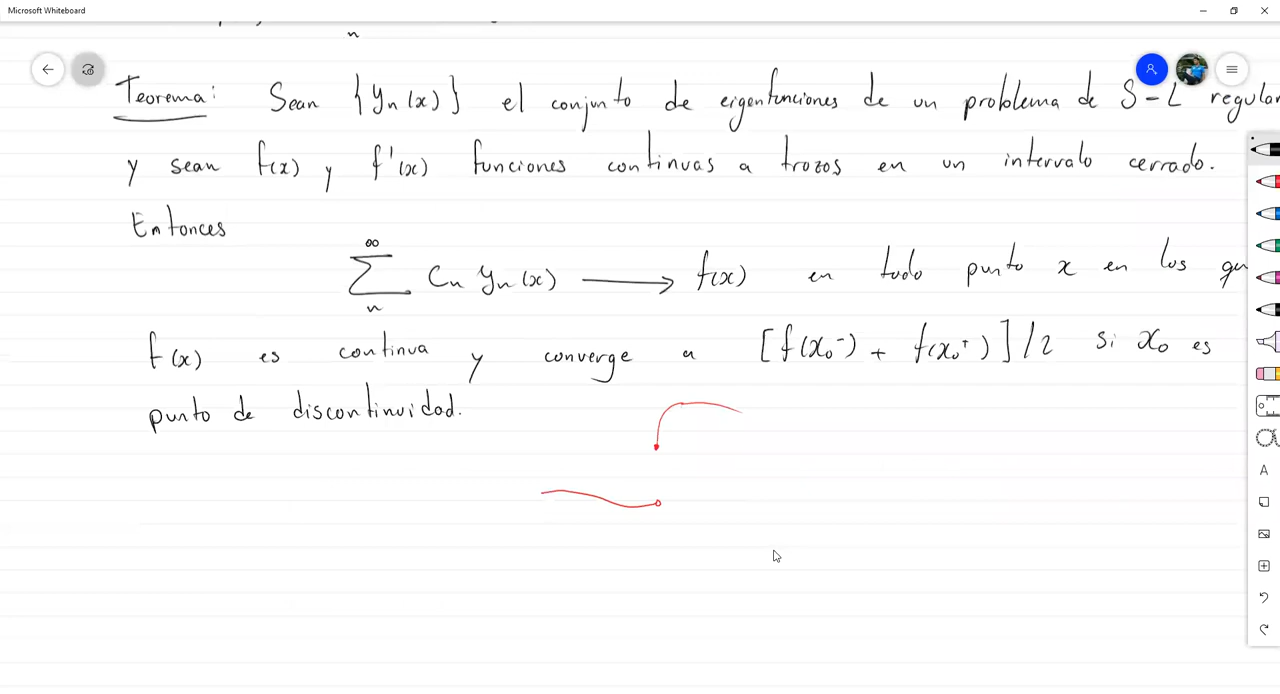 Microsoft Whiteboard
n
Teorema: Sean {yn(x)} el conjunto de eigenfunciones de un problema de S-L regular
y sean f(x) y f'(x) funciones continuas a trozos en un intervalo cerrado.
Entonces
∞
∑ Cn yn(x) ⟶ f(x) en todo punto x en los qu
n
f(x) es continua y converge a [f(x₀⁻) + f(x₀⁺)]/2 si x₀ es
punto de discontinuidad.